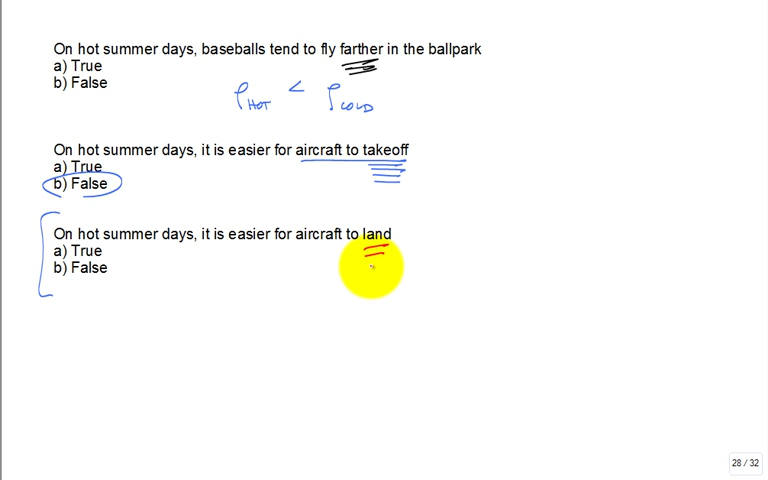 On hot summer days, baseballs tend to fly farther in the ballpark
a) True
b) False
ρHOT < ρCOLD
On hot summer days, it is easier for aircraft to takeoff
a) True
b) False
On hot summer days, it is easier for aircraft to land
a) True
b) False
28 / 32